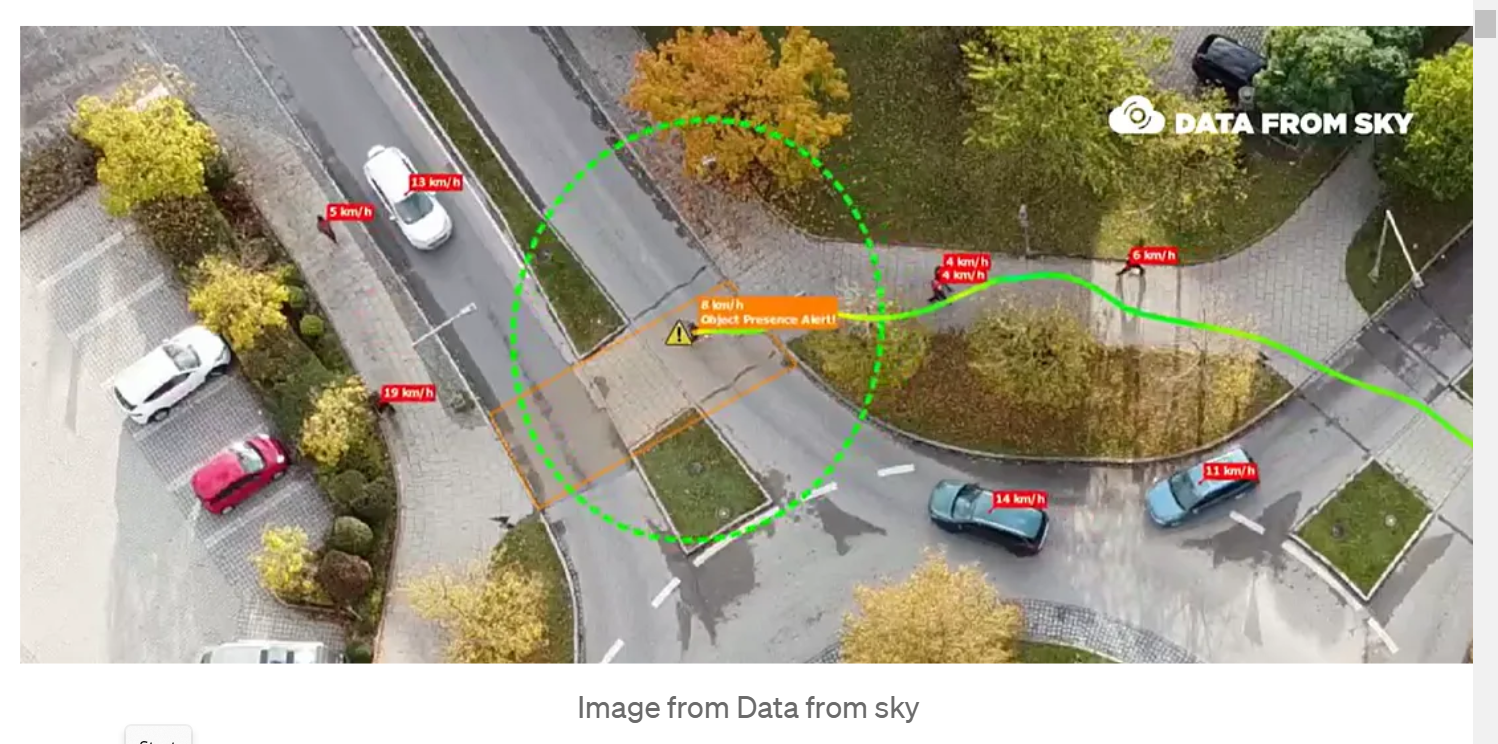 DATA FROM SKY
13 km/h
5 km/h
6 km/h
4 km/h
4 km/h
8 km/h
Object Presence Alert!
19 km/h
11 km/h
14 km/h
Image from Data from sky